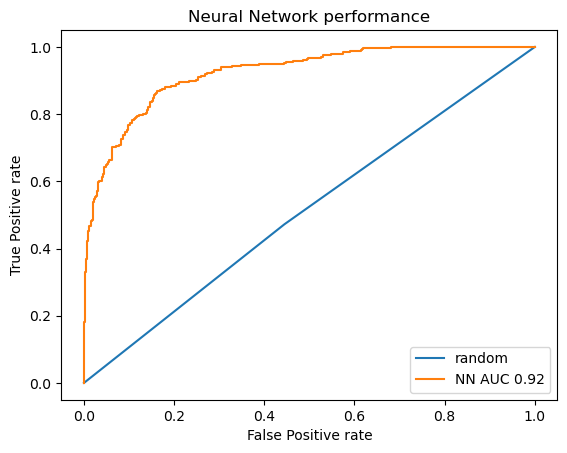 Neural Network performance
True Positive rate
1.0
0.8
0.6
0.4
0.2
0.0
random
NN AUC 0.92
0.0 0.2 0.4 0.6 0.8 1.0
False Positive rate